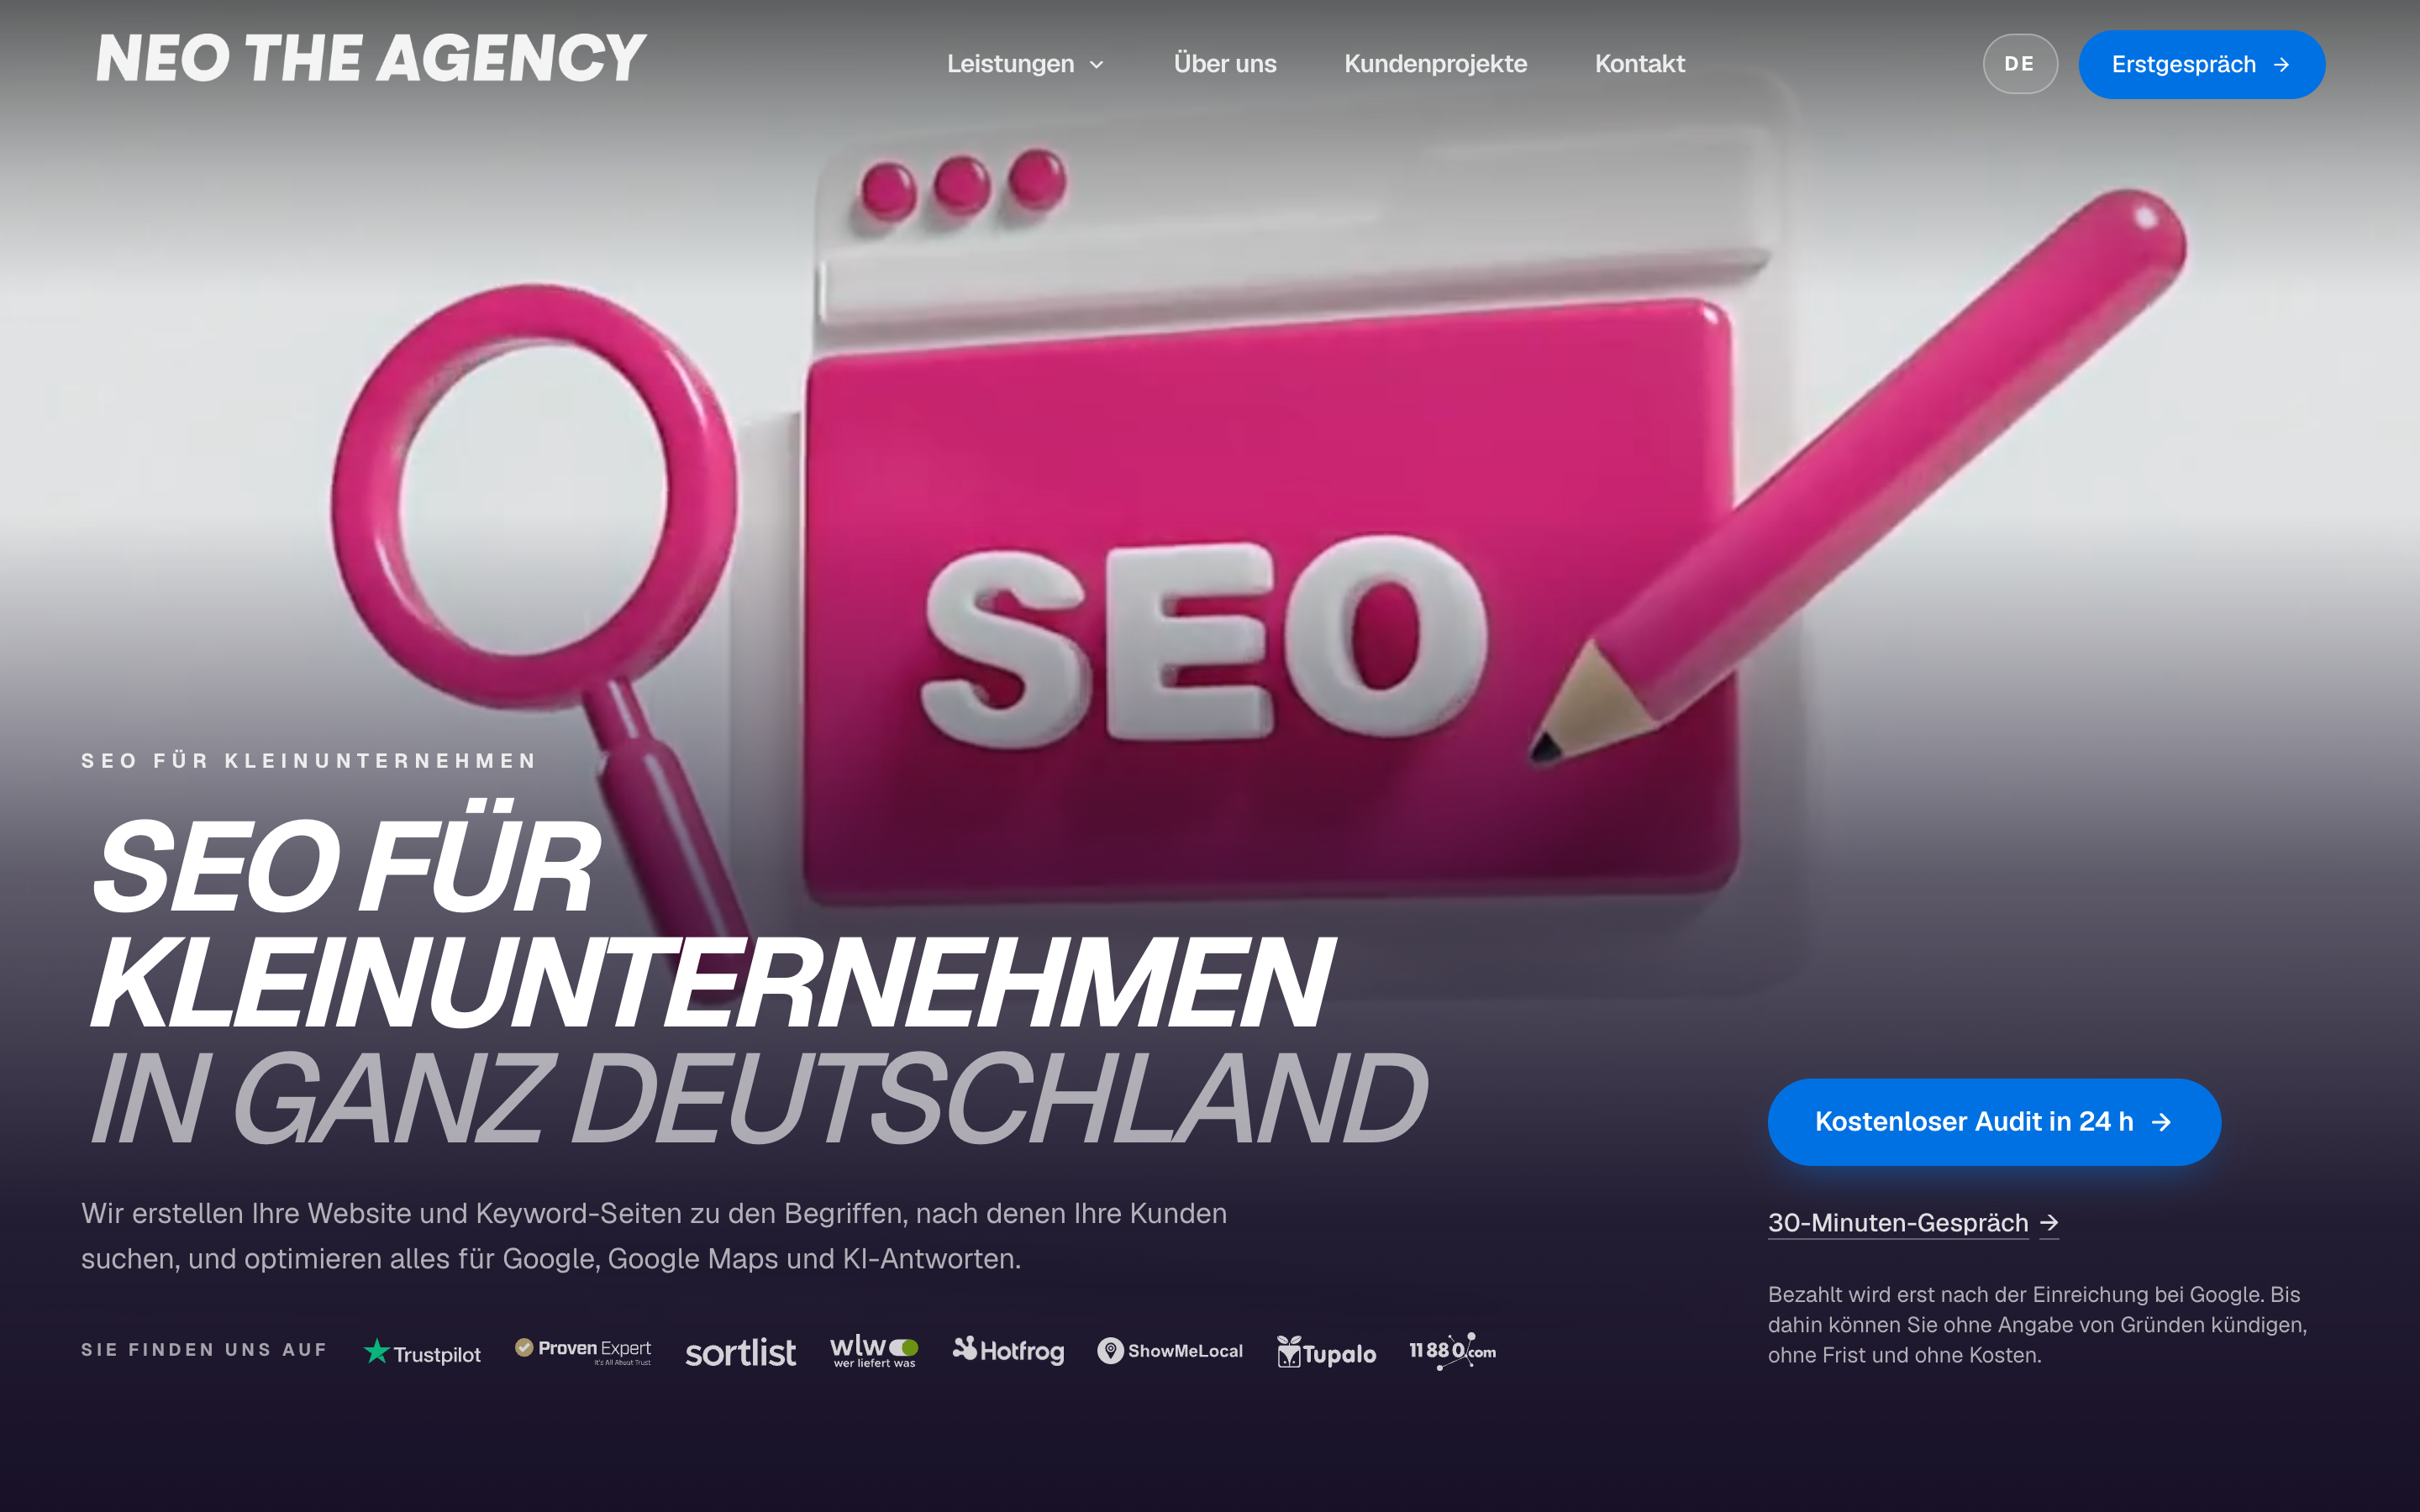 NEO THE AGENCY
Leistungen
Über uns
Kundenprojekte
Kontakt
DE
Erstgespräch →
SEO
SEO FÜR KLEINUNTERNEHMEN
SEO FÜR
KLEINUNTERNEHMEN
IN GANZ DEUTSCHLAND
Wir erstellen Ihre Website und Keyword-Seiten zu den Begriffen, nach denen Ihre Kunden
suchen, und optimieren alles für Google, Google Maps und KI-Antworten.
SIE FINDEN UNS AUF
Trustpilot
Proven Expert
It's All About Trust
sortlist
wlw
wer liefert was
Hotfrog
ShowMeLocal
Tupalo
11880.com
Kostenloser Audit in 24 h →
30-Minuten-Gespräch →
Bezahlt wird erst nach der Einreichung bei Google. Bis
dahin können Sie ohne Angabe von Gründen kündigen,
ohne Frist und ohne Kosten.